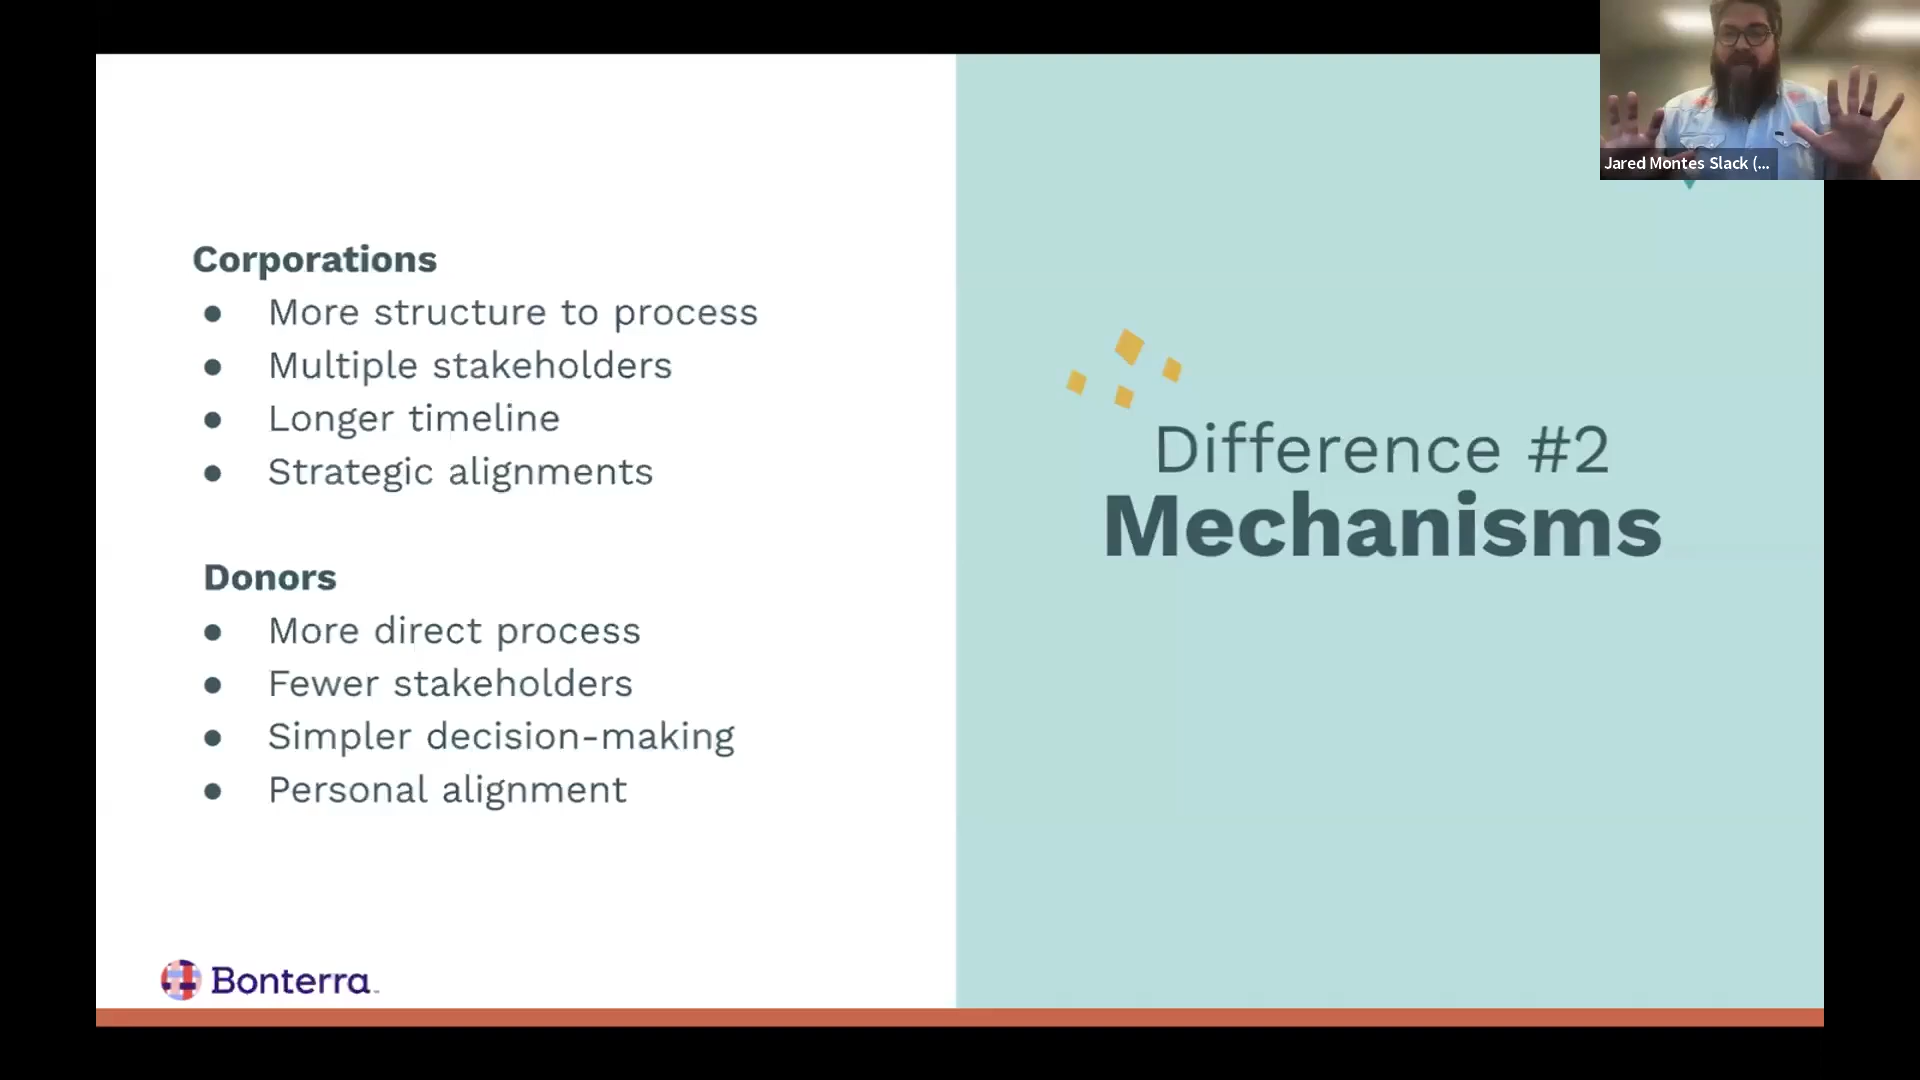 Corporations
● More structure to process
● Multiple stakeholders
● Longer timeline
● Strategic alignments
Donors
● More direct process
● Fewer stakeholders
● Simpler decision-making
● Personal alignment
Bonterra™
Difference #2
Mechanisms
Jared Montes Slack (...